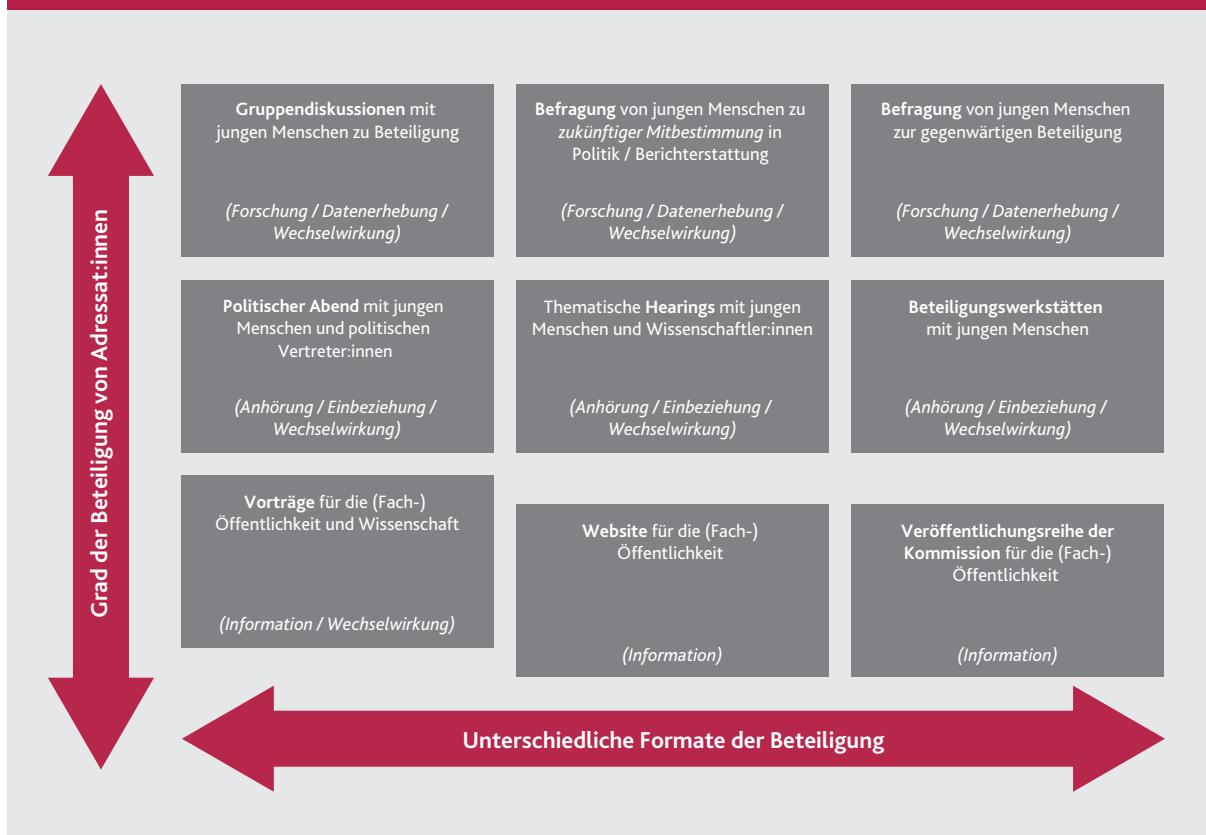 Grad der Beteiligung von Adressat:innen
Gruppendiskussionen mit
jungen Menschen zu Beteiligung
(Forschung / Datenerhebung /
Wechselwirkung)
Befragung von jungen Menschen zu
zukünftiger Mitbestimmung in
Politik / Berichterstattung
(Forschung / Datenerhebung /
Wechselwirkung)
Befragung von jungen Menschen
zur gegenwärtigen Beteiligung
(Forschung / Datenerhebung /
Wechselwirkung)
Politischer Abend mit jungen
Menschen und politischen
Vertreter:innen
(Anhörung / Einbeziehung /
Wechselwirkung)
Thematische Hearings mit jungen
Menschen und Wissenschaftler:innen
(Anhörung / Einbeziehung /
Wechselwirkung)
Beteiligungswerkstätten
mit jungen Menschen
(Anhörung / Einbeziehung /
Wechselwirkung)
Vorträge für die (Fach-)
Öffentlichkeit und Wissenschaft
(Information / Wechselwirkung)
Website für die (Fach-)
Öffentlichkeit
(Information)
Veröffentlichungsreihe der
Kommission für die (Fach-)
Öffentlichkeit
(Information)
Unterschiedliche Formate der Beteiligung